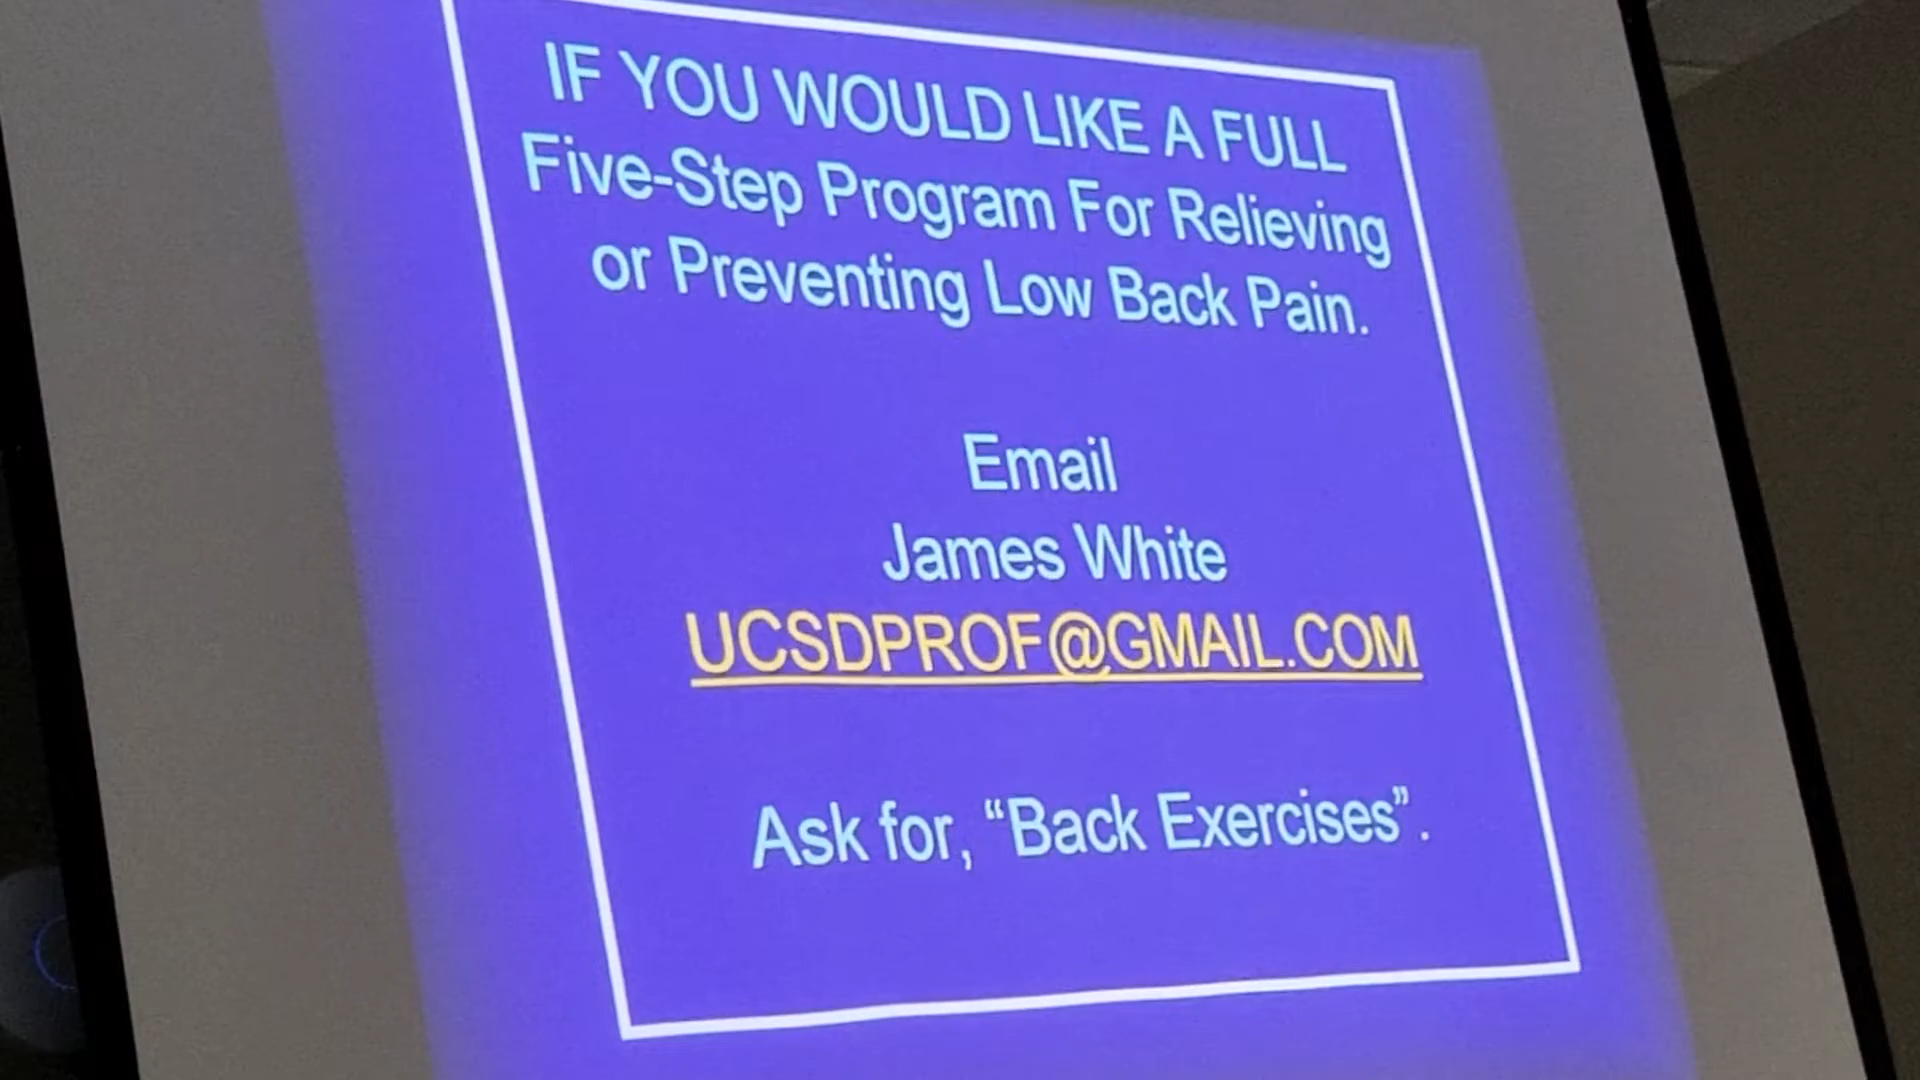 IF YOU WOULD LIKE A FULL
Five-Step Program For Relieving
or Preventing Low Back Pain.
Email
James White
UCSDPROF@GMAIL.COM
Ask for, “Back Exercises”.